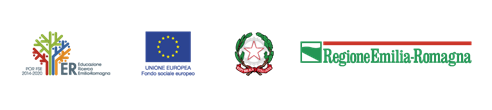 POR FSE
2014-2020
ER
Educazione
Ricerca
Emilia-Romagna
UNIONE EUROPEA
Fondo sociale europeo
RegioneEmilia-Romagna